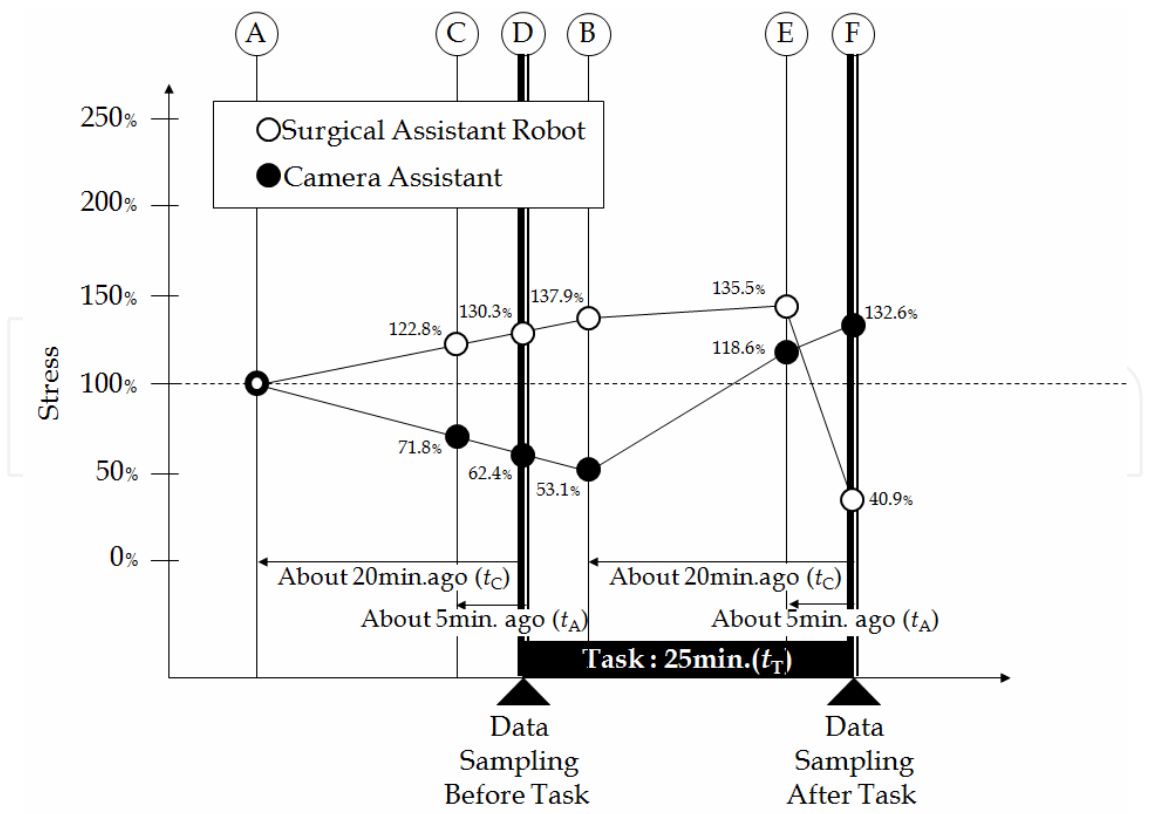 A C D B E F
Surgical Assistant Robot
Camera Assistant
250%
200%
150%
100%
50%
0%
Stress
122.8%
130.3%
137.9%
135.5%
132.6%
118.6%
71.8%
62.4%
53.1%
40.9%
About 20min.ago (tC)
About 20min.ago (tC)
About 5min. ago (tA)
About 5min. ago (tA)
Task : 25min.(tT)
Data
Sampling
Before Task
Data
Sampling
After Task